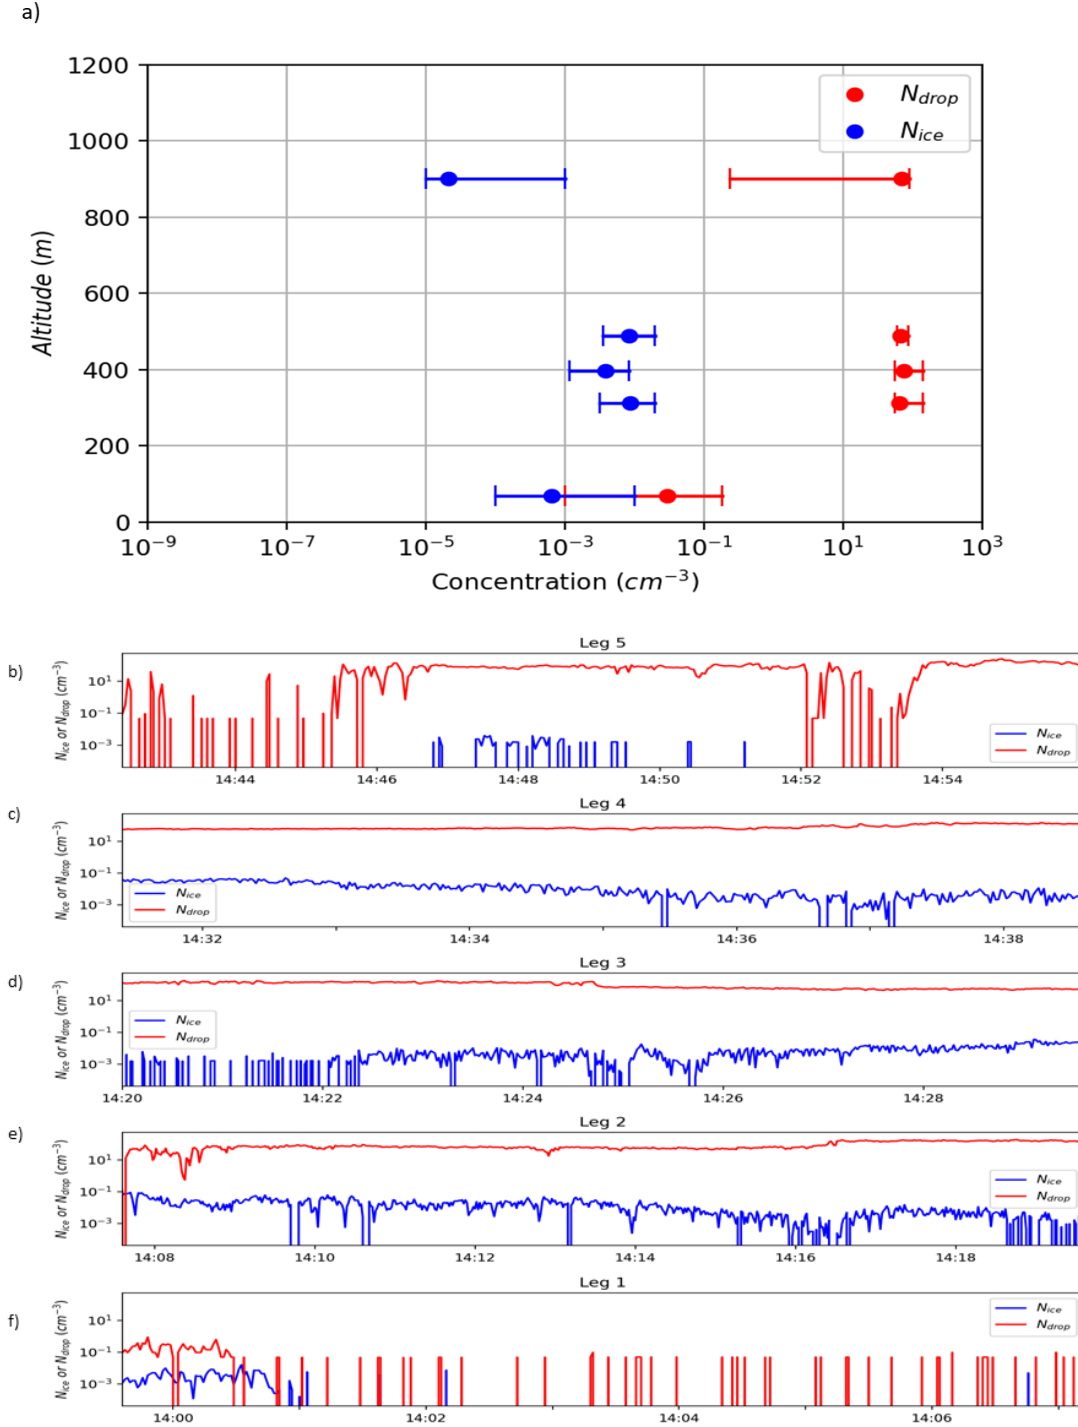 a)
1200
1000
800
600
400
200
0
Altitude (m)
N_drop
N_ice
10^−9 10^−7 10^−5 10^−3 10^−1 10^1 10^3
Concentration (cm^−3)
b)
Leg 5
N_ice or N_drop (cm^−3)
10^1
10^−1
10^−3
N_ice
N_drop
14:44 14:46 14:48 14:50 14:52 14:54
c)
Leg 4
N_ice or N_drop (cm^−3)
10^1
10^−1
10^−3
N_ice
N_drop
14:32 14:34 14:36 14:38
d)
Leg 3
N_ice or N_drop (cm^−3)
10^1
10^−1
10^−3
N_ice
N_drop
14:20 14:22 14:24 14:26 14:28
e)
Leg 2
N_ice or N_drop (cm^−3)
10^1
10^−1
10^−3
N_ice
N_drop
14:08 14:10 14:12 14:14 14:16 14:18
f)
Leg 1
N_ice or N_drop (cm^−3)
10^1
10^−1
10^−3
N_ice
N_drop
14:00 14:02 14:04 14:06